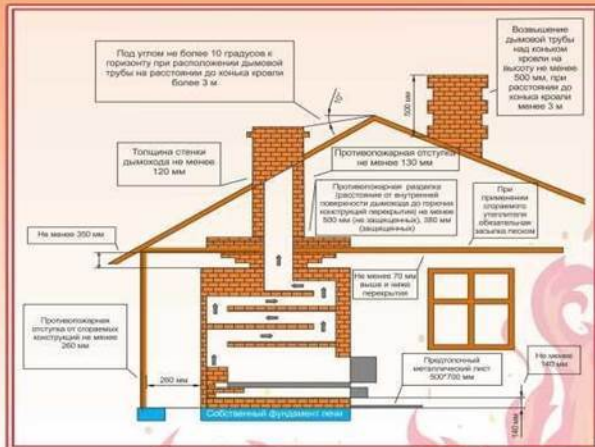 Под углом не более 10 градусов к
горизонту при расположении дымовой
трубы на расстоянии до конька кровли
более 3 м
Возвышение
дымовой трубы
над коньком
кровли на
высоту не менее
500 мм, при
расстоянии до
конька кровли
менее 3 м
10°
500 мм
Толщина стенки
дымохода не менее
120 мм
Противопожарная отступка
не менее 130 мм
Противопожарная разделка
(расстояние от внутренней
поверхности дымохода до горючих
конструкций перекрытия) не менее
500 мм (не защищенных), 380 мм
(защищенных)
При
применении
сгораемого
утеплителя
обязательная
засыпка песком
Не менее 350 мм
Не менее 70 мм
выше и ниже
перекрытия
Противопожарная
отступка от сгораемых
конструкций не менее
260 мм
260 мм
Предтопочный
металлический лист
500*700 мм
Не менее
140 мм
140 мм
Собственный фундамент печи